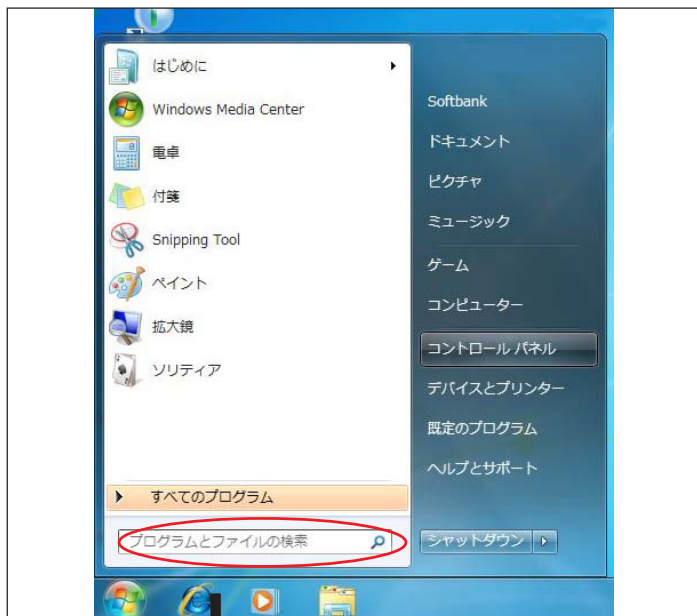 はじめに
Windows Media Center
電卓
付箋
Snipping Tool
ペイント
拡大鏡
ソリティア
すべてのプログラム
プログラムとファイルの検索
Softbank
ドキュメント
ピクチャ
ミュージック
ゲーム
コンピューター
コントロール パネル
デバイスとプリンター
既定のプログラム
ヘルプとサポート
シャットダウン